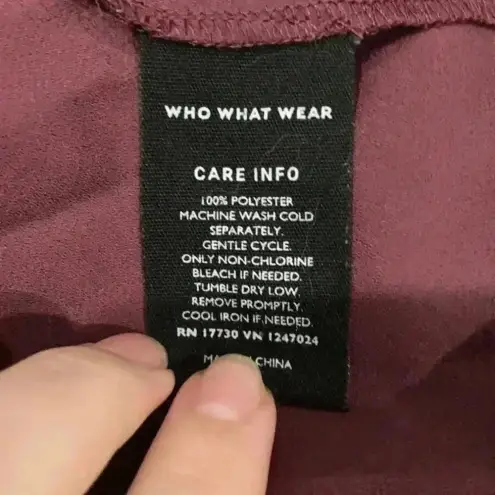 WHO WHAT WEAR
CARE INFO
100% POLYESTER
MACHINE WASH COLD
SEPARATELY.
GENTLE CYCLE.
ONLY NON-CHLORINE
BLEACH IF NEEDED.
TUMBLE DRY LOW.
REMOVE PROMPTLY.
COOL IRON IF NEEDED.
RN 17730 VN 1247024
CHINA